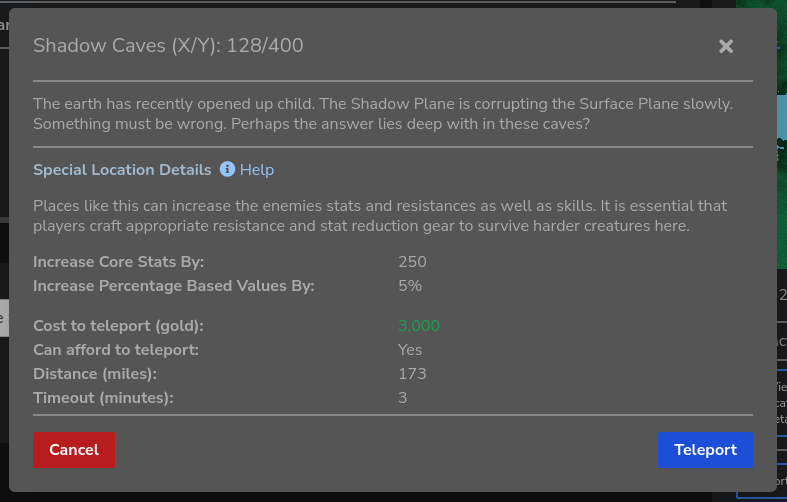 Shadow Caves (X/Y): 128/400
The earth has recently opened up child. The Shadow Plane is corrupting the Surface Plane slowly.
Something must be wrong. Perhaps the answer lies deep with in these caves?
Special Location Details Help
Places like this can increase the enemies stats and resistances as well as skills. It is essential that
players craft appropriate resistance and stat reduction gear to survive harder creatures here.
Increase Core Stats By: 250
Increase Percentage Based Values By: 5%
Cost to teleport (gold): 3,000
Can afford to teleport: Yes
Distance (miles): 173
Timeout (minutes): 3
Cancel Teleport